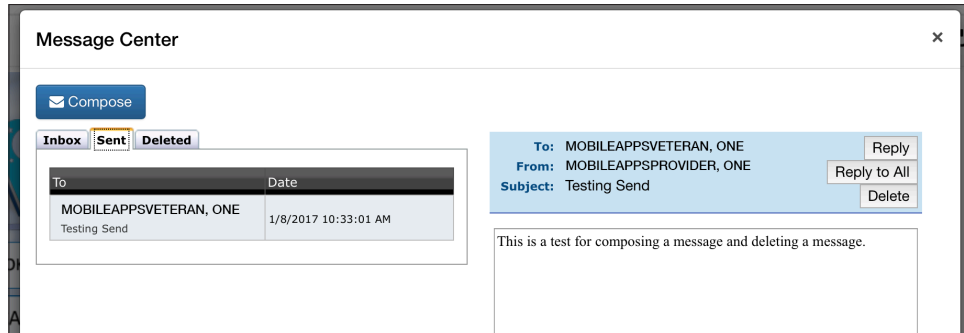 Message Center
×
Compose
Inbox Sent Deleted
To Date
MOBILEAPPSVETERAN, ONE
Testing Send
1/8/2017 10:33:01 AM
To: MOBILEAPPSVETERAN, ONE
From: MOBILEAPPSPROVIDER, ONE
Subject: Testing Send
Reply
Reply to All
Delete
This is a test for composing a message and deleting a message.